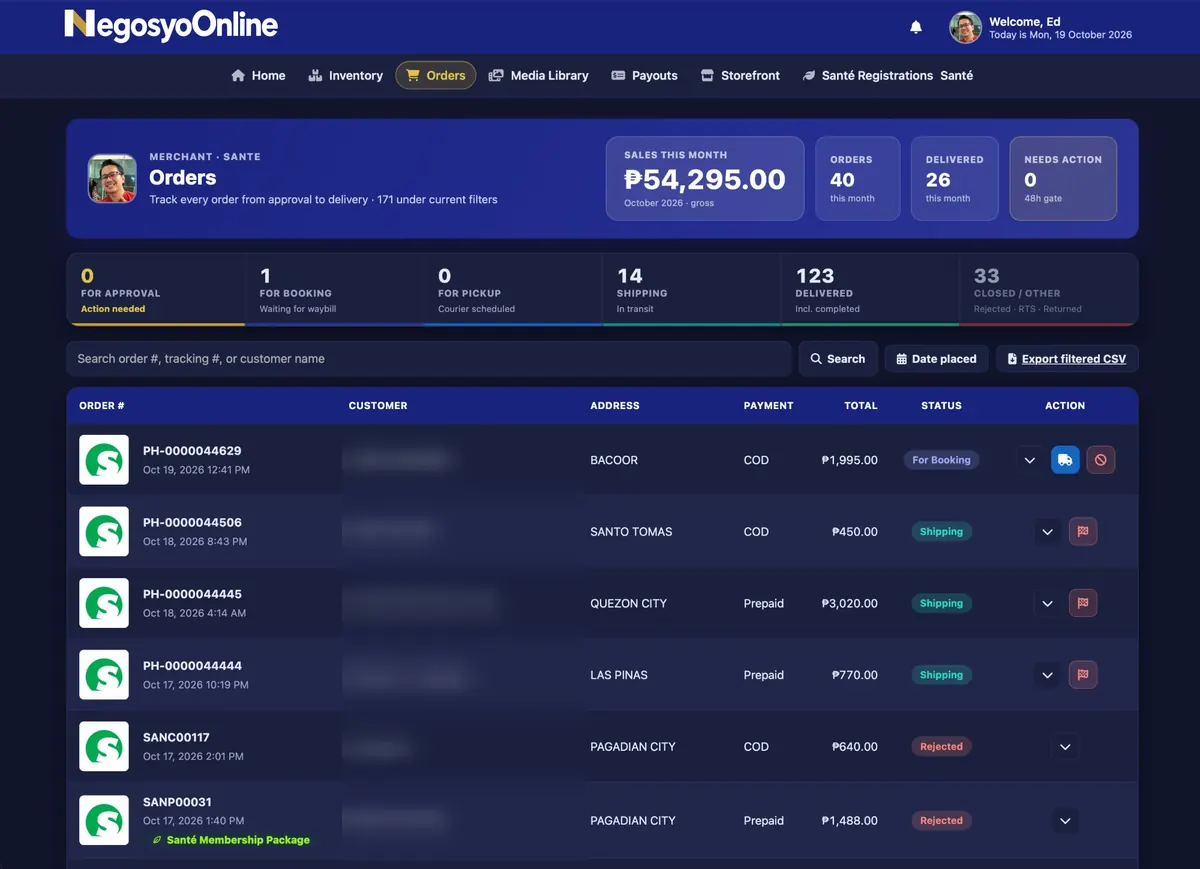 NegosyoOnline
Welcome, Ed
Today is Mon, 19 October 2026
Home Inventory Orders Media Library Payouts Storefront Santé Registrations Santé
MERCHANT · SANTE
Orders
Track every order from approval to delivery · 171 under current filters
SALES THIS MONTH
₱54,295.00
October 2026 · gross
ORDERS
40
this month
DELIVERED
26
this month
NEEDS ACTION
0
48h gate
0
FOR APPROVAL
Action needed
1
FOR BOOKING
Waiting for waybill
0
FOR PICKUP
Courier scheduled
14
SHIPPING
In transit
123
DELIVERED
Incl. completed
33
CLOSED / OTHER
Rejected · RTS · Returned
Search order #, tracking #, or customer name
Search
Date placed
Export filtered CSV
ORDER # CUSTOMER ADDRESS PAYMENT TOTAL STATUS ACTION
PH-0000044629
Oct 19, 2026 12:41 PM
BACOOR COD ₱1,995.00 For Booking
PH-0000044506
Oct 18, 2026 8:43 PM
SANTO TOMAS COD ₱450.00 Shipping
PH-0000044445
Oct 18, 2026 4:14 AM
QUEZON CITY Prepaid ₱3,020.00 Shipping
PH-0000044444
Oct 17, 2026 10:19 PM
LAS PINAS Prepaid ₱770.00 Shipping
SANC00117
Oct 17, 2026 2:01 PM
PAGADIAN CITY COD ₱640.00 Rejected
SANP00031
Oct 17, 2026 1:40 PM
Santé Membership Package
PAGADIAN CITY Prepaid ₱1,488.00 Rejected